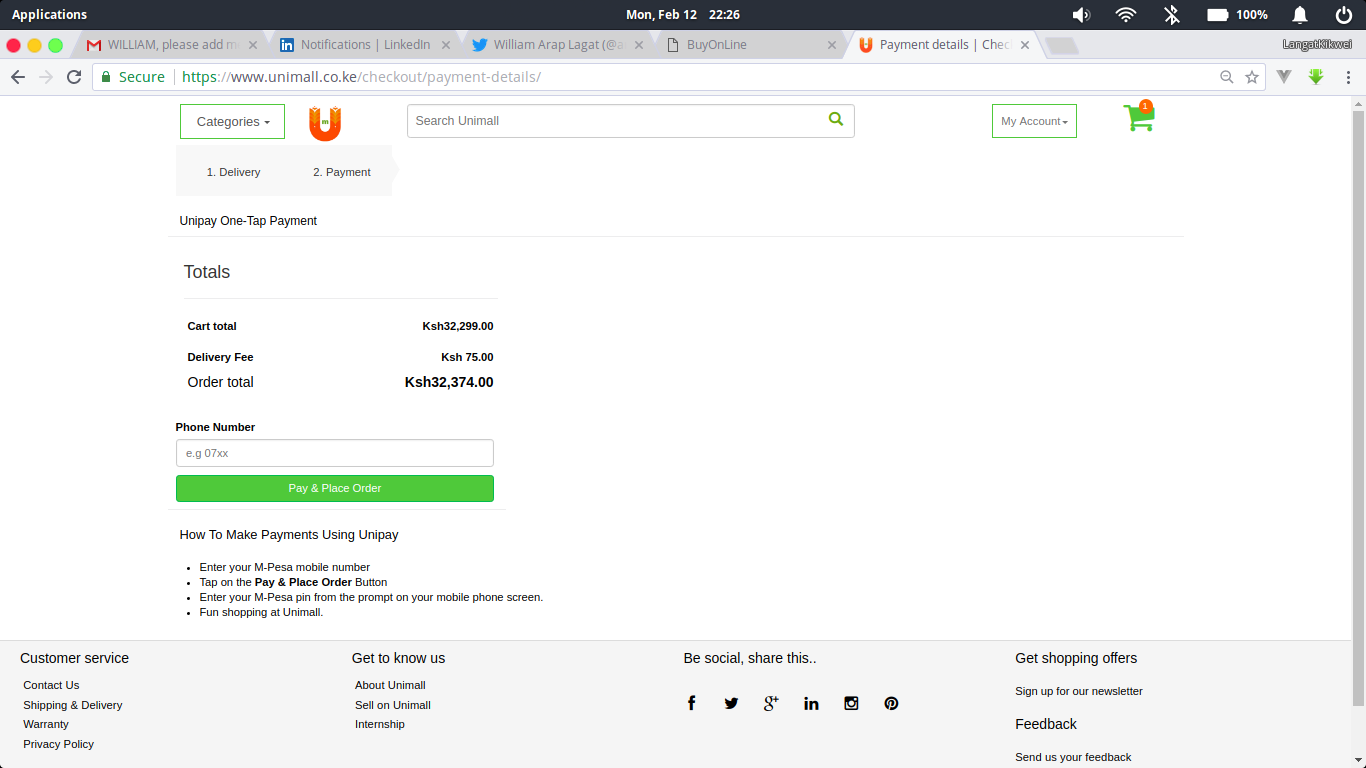 Applications
Mon, Feb 12 22:26
100%
WILLIAM, please add m
Notifications | LinkedIn
William Arap Lagat (@a
BuyOnLine
Payment details | Chec
LangatKikwei
Secure
https://www.unimall.co.ke/checkout/payment-details/
Categories
m
Search Unimall
My Account
1
1. Delivery
2. Payment
Unipay One-Tap Payment
Totals
Cart total Ksh32,299.00
Delivery Fee Ksh 75.00
Order total Ksh32,374.00
Phone Number
e.g 07xx
Pay & Place Order
How To Make Payments Using Unipay
Enter your M-Pesa mobile number
Tap on the Pay & Place Order Button
Enter your M-Pesa pin from the prompt on your mobile phone screen.
Fun shopping at Unimall.
Customer service
Contact Us
Shipping & Delivery
Warranty
Privacy Policy
Get to know us
About Unimall
Sell on Unimall
Internship
Be social, share this..
Get shopping offers
Sign up for our newsletter
Feedback
Send us your feedback